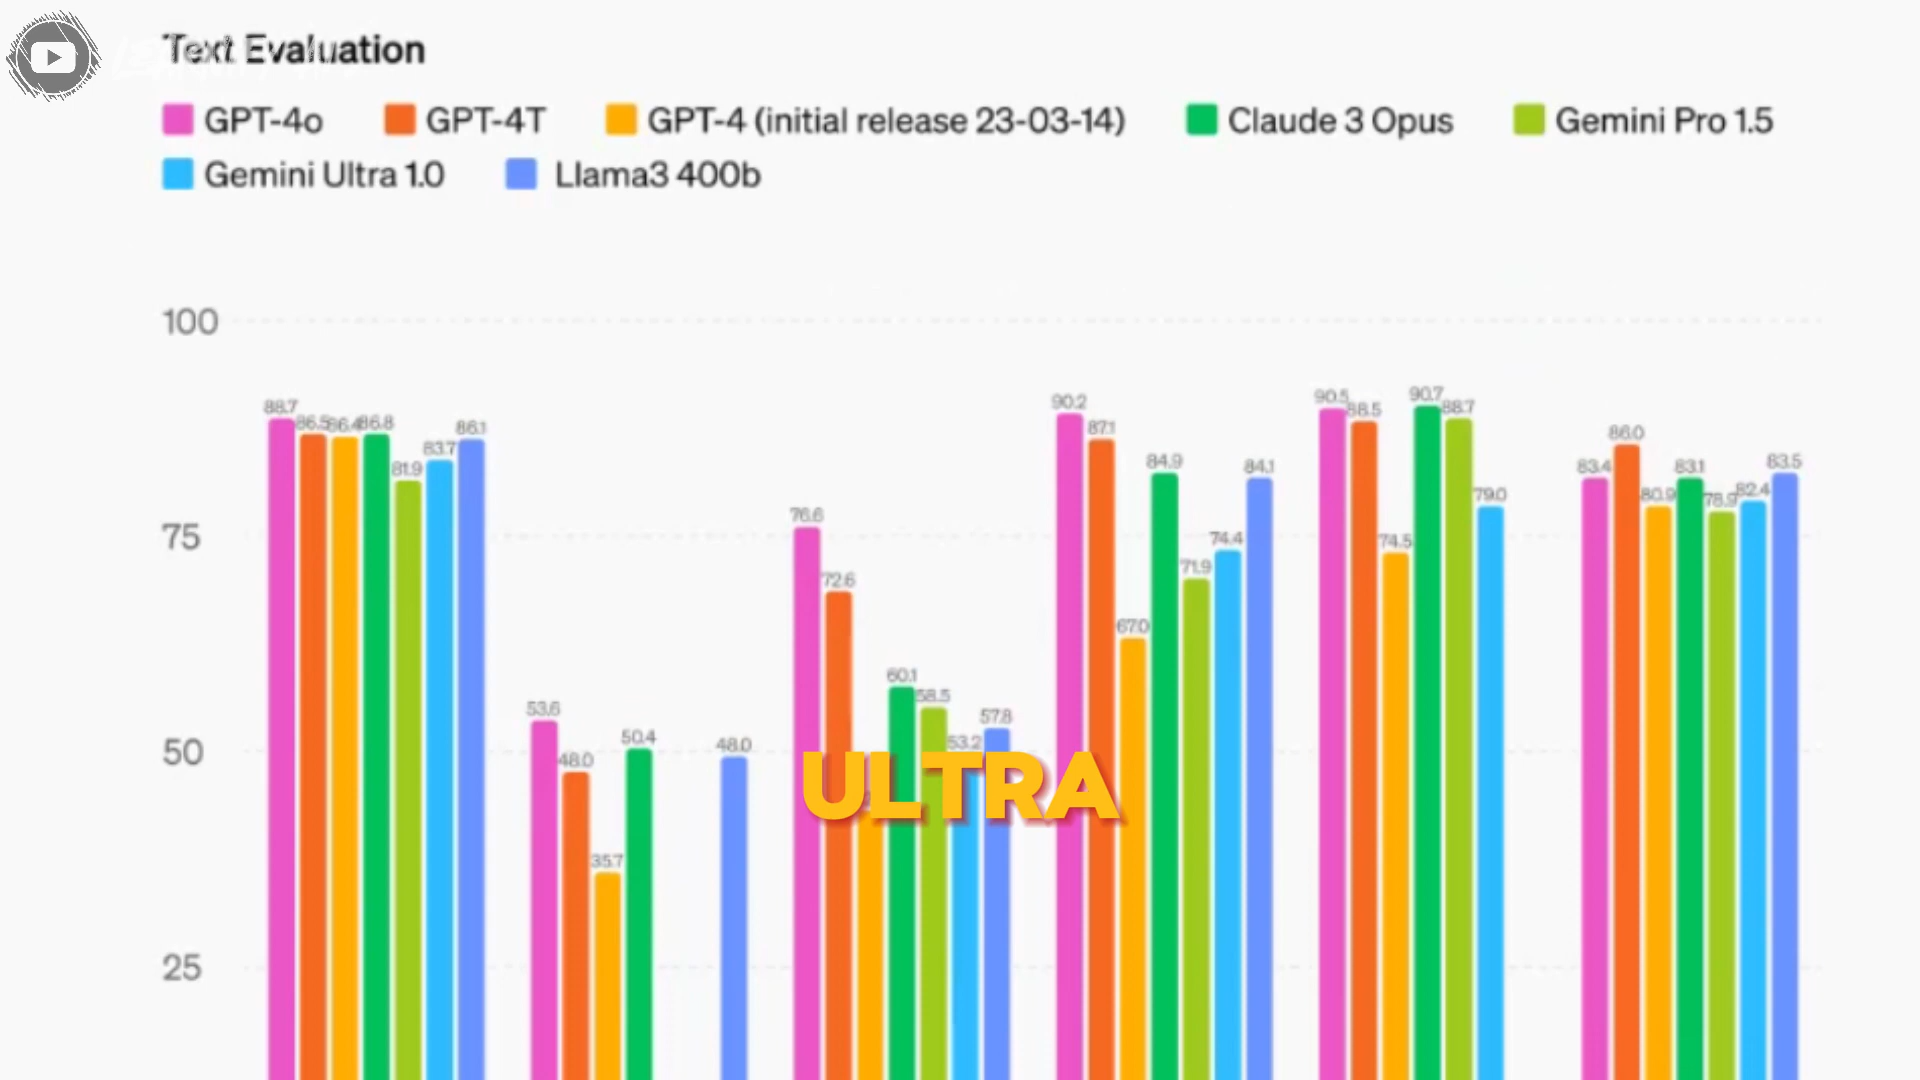 Text Evaluation
GPT-4o GPT-4T GPT-4 (initial release 23-03-14) Claude 3 Opus Gemini Pro 1.5
Gemini Ultra 1.0 Llama3 400b
100
75
50
25
88.7 86.5 86.4 86.8 81.9 83.7 86.1
53.6 48.0 35.7 50.4 48.0
76.6 72.6 60.1 58.5 53.2 57.8
90.2 87.1 67.0 84.9 71.9 74.4 84.1
90.5 88.5 74.5 90.7 88.7 79.0
83.4 86.0 80.9 83.1 78.9 82.4 83.5
ULTRA